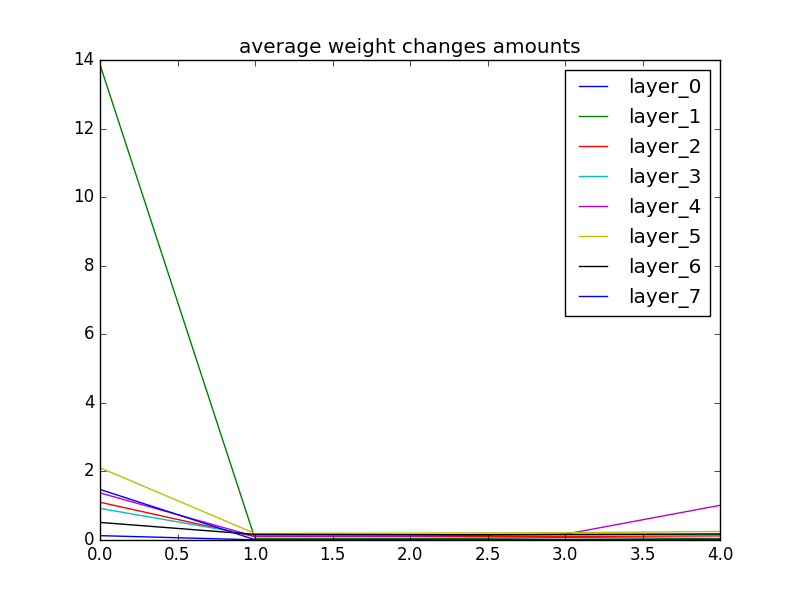 average weight changes amounts
14
12
10
8
6
4
2
0
layer_0
layer_1
layer_2
layer_3
layer_4
layer_5
layer_6
layer_7
0.0 0.5 1.0 1.5 2.0 2.5 3.0 3.5 4.0